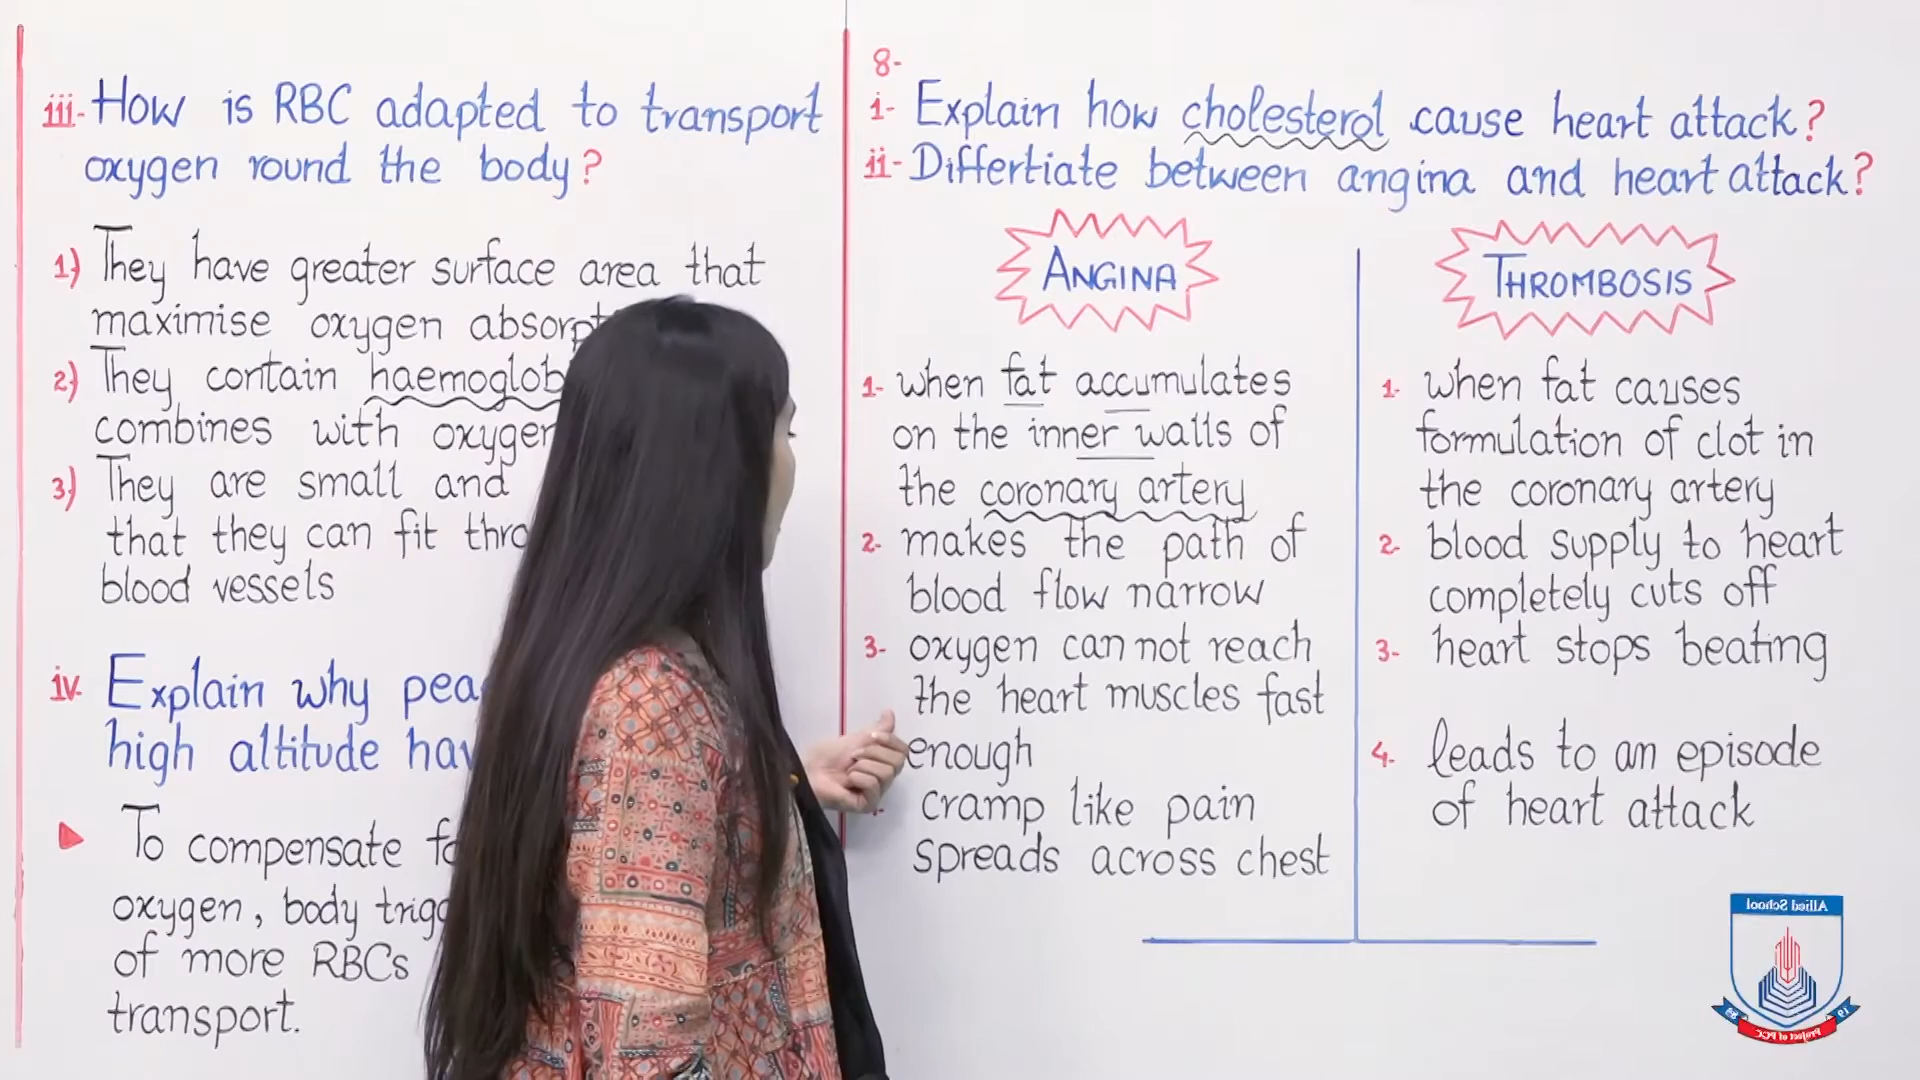 iii- How is RBC adapted to transport
oxygen round the body?
1) They have greater surface area that
maximise oxygen
2) They contain
combines with oxygen
3) They are small and
that they can fit
blood vessels
iv. Explain why
high altitude
To compensate
oxygen, body
of more RBCs
transport.
8-
i- Explain how cholesterol cause heart attack?
ii- Differtiate between angina and heart attack?
ANGINA
1- when fat accumulates
on the inner walls of
the coronary artery
2- makes the path of
blood flow narrow
3- oxygen can not reach
the heart muscles fast
enough
cramp like pain
spreads across chest
THROMBOSIS
1- when fat causes
formulation of clot in
the coronary artery
2- blood supply to heart
completely cuts off
3- heart stops beating
4- leads to an episode
of heart attack
Allied School
Project of PGC